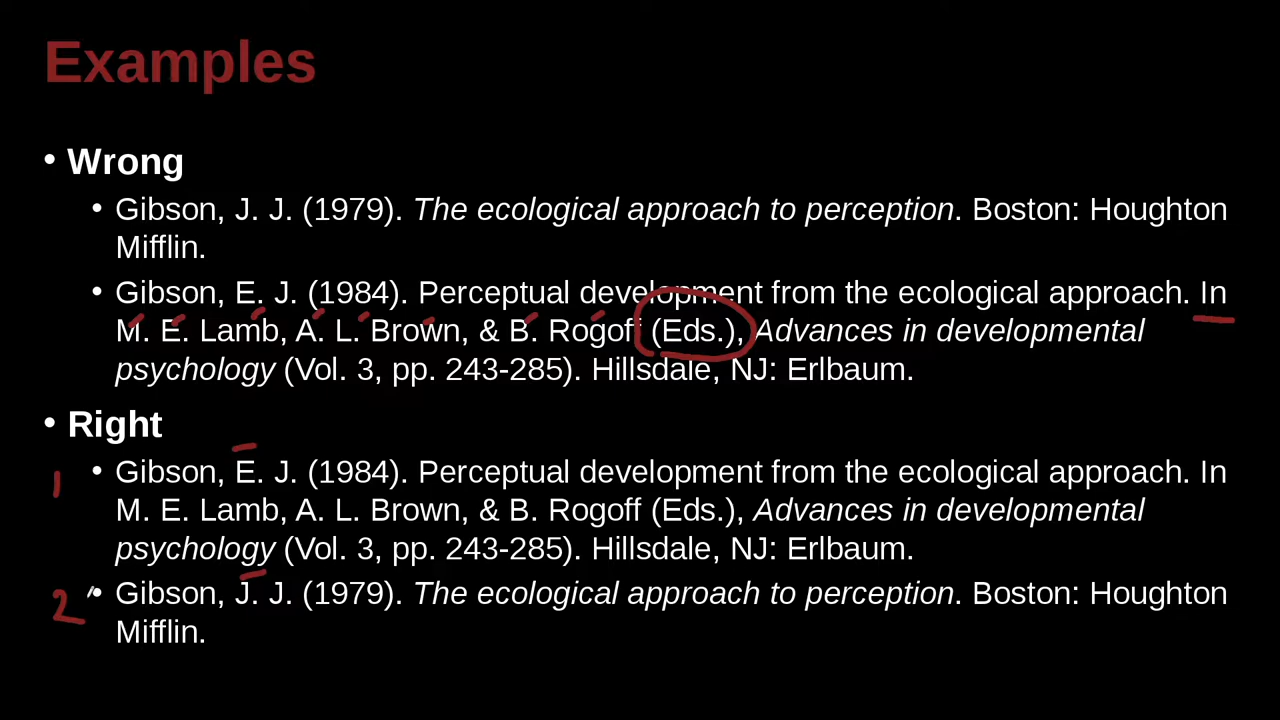 Examples
• Wrong
• Gibson, J. J. (1979). The ecological approach to perception. Boston: Houghton
Mifflin.
• Gibson, E. J. (1984). Perceptual development from the ecological approach. In
M. E. Lamb, A. L. Brown, & B. Rogoff (Eds.), Advances in developmental
psychology (Vol. 3, pp. 243-285). Hillsdale, NJ: Erlbaum.
• Right
1 • Gibson, E. J. (1984). Perceptual development from the ecological approach. In
M. E. Lamb, A. L. Brown, & B. Rogoff (Eds.), Advances in developmental
psychology (Vol. 3, pp. 243-285). Hillsdale, NJ: Erlbaum.
2 • Gibson, J. J. (1979). The ecological approach to perception. Boston: Houghton
Mifflin.